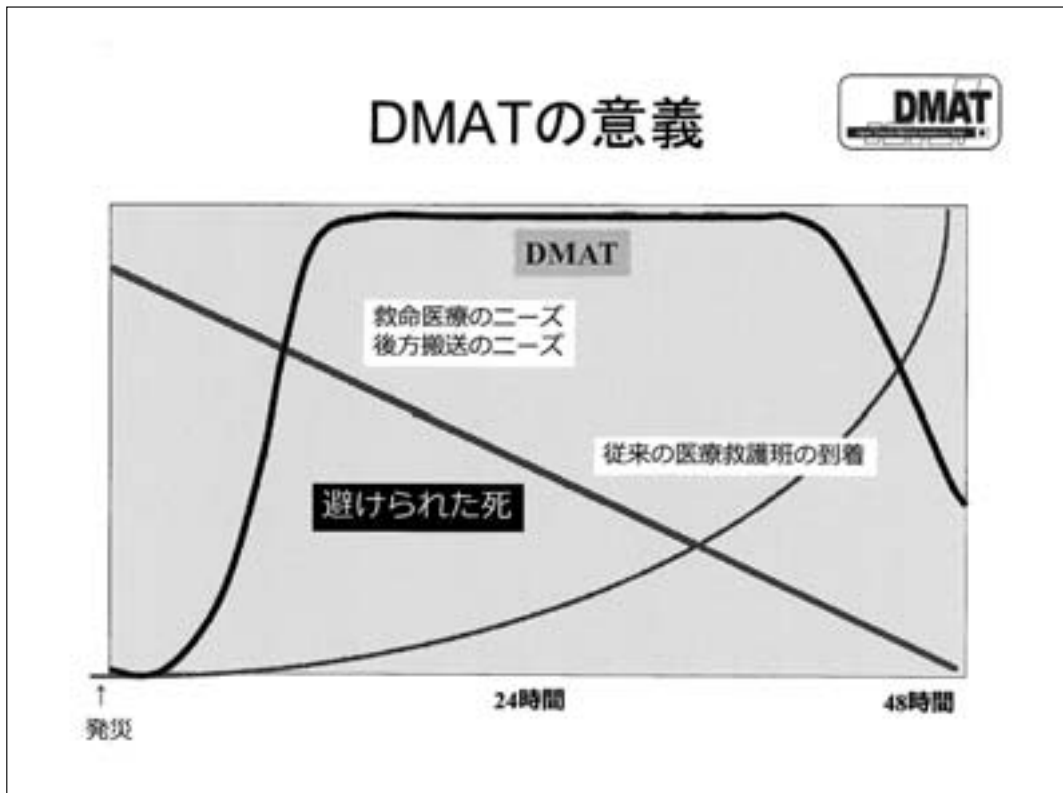 DMATの意義
DMAT
DMAT
救命医療のニーズ
後方搬送のニーズ
従来の医療救護班の到着
避けられた死
24時間
48時間
↑
発災